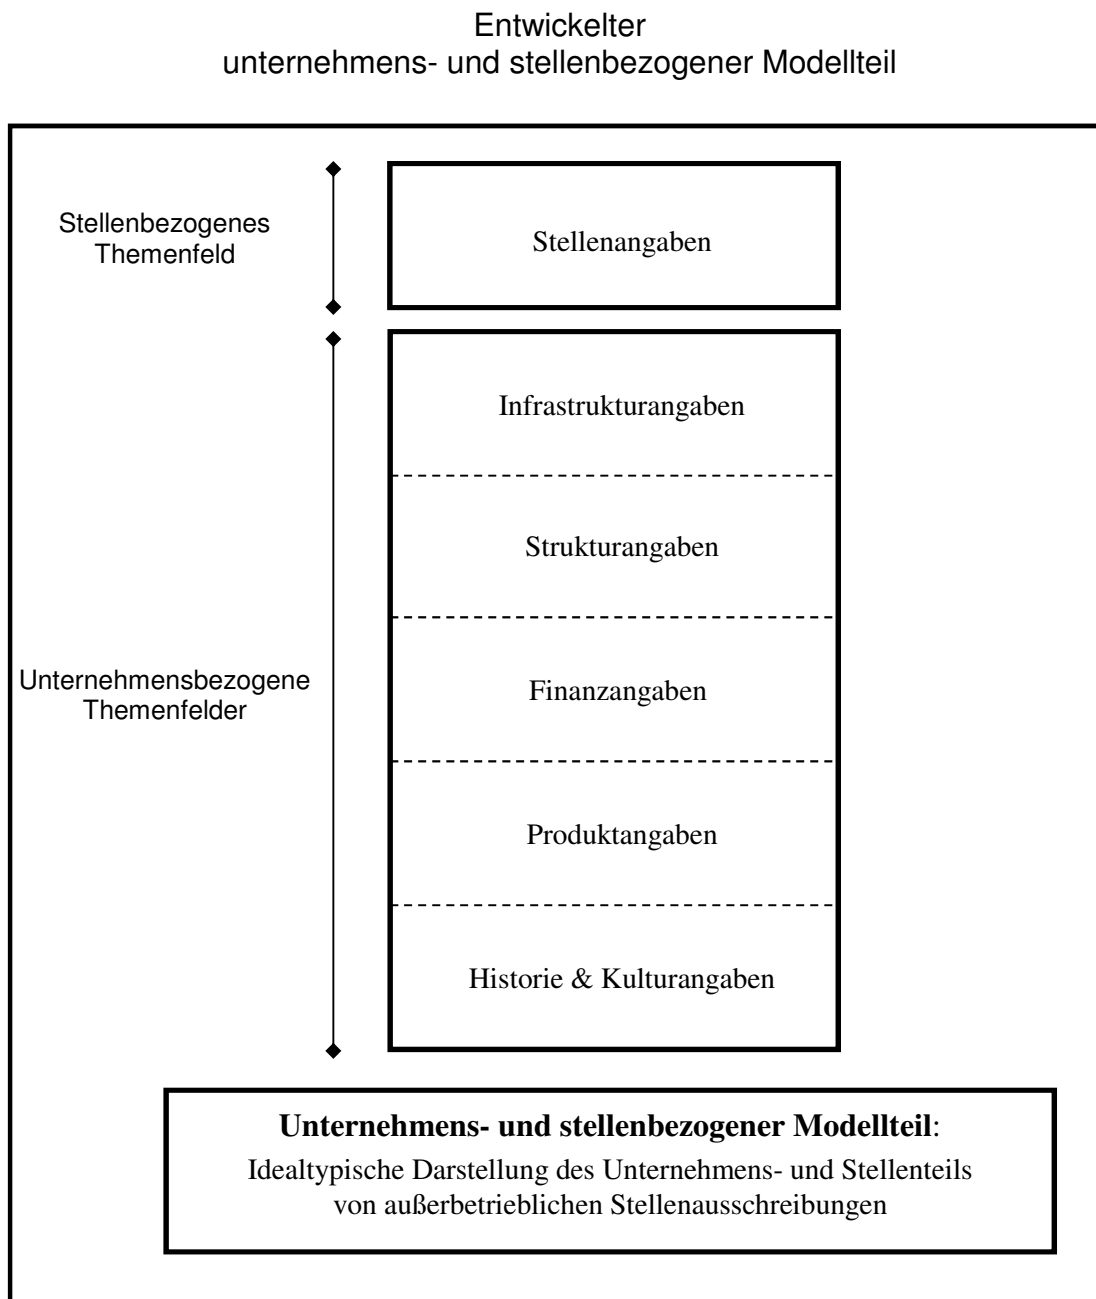 Entwickelter
unternehmens- und stellenbezogener Modellteil
Stellenbezogenes
Themenfeld
Stellenangaben
Infrastrukturangaben
Strukturangaben
Unternehmensbezogene
Themenfelder
Finanzangaben
Produktangaben
Historie & Kulturangaben
Unternehmens- und stellenbezogener Modellteil:
Idealtypische Darstellung des Unternehmens- und Stellenteils
von außerbetrieblichen Stellenausschreibungen